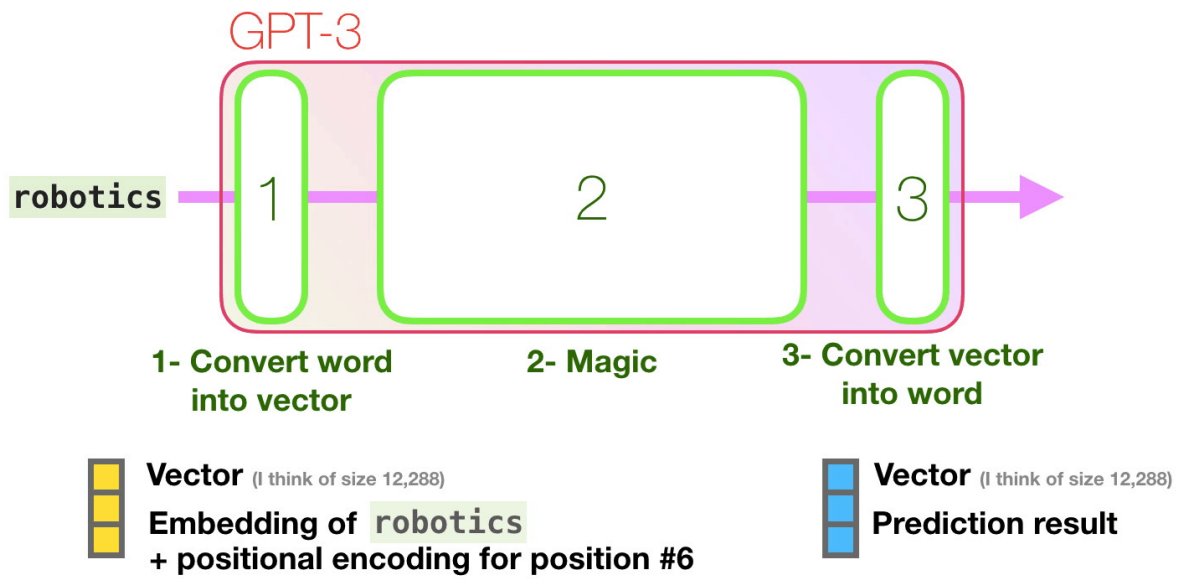 GPT-3
robotics
1
2
3
1- Convert word
into vector
2- Magic
3- Convert vector
into word
Vector (I think of size 12,288)
Embedding of robotics
+ positional encoding for position #6
Vector (I think of size 12,288)
Prediction result